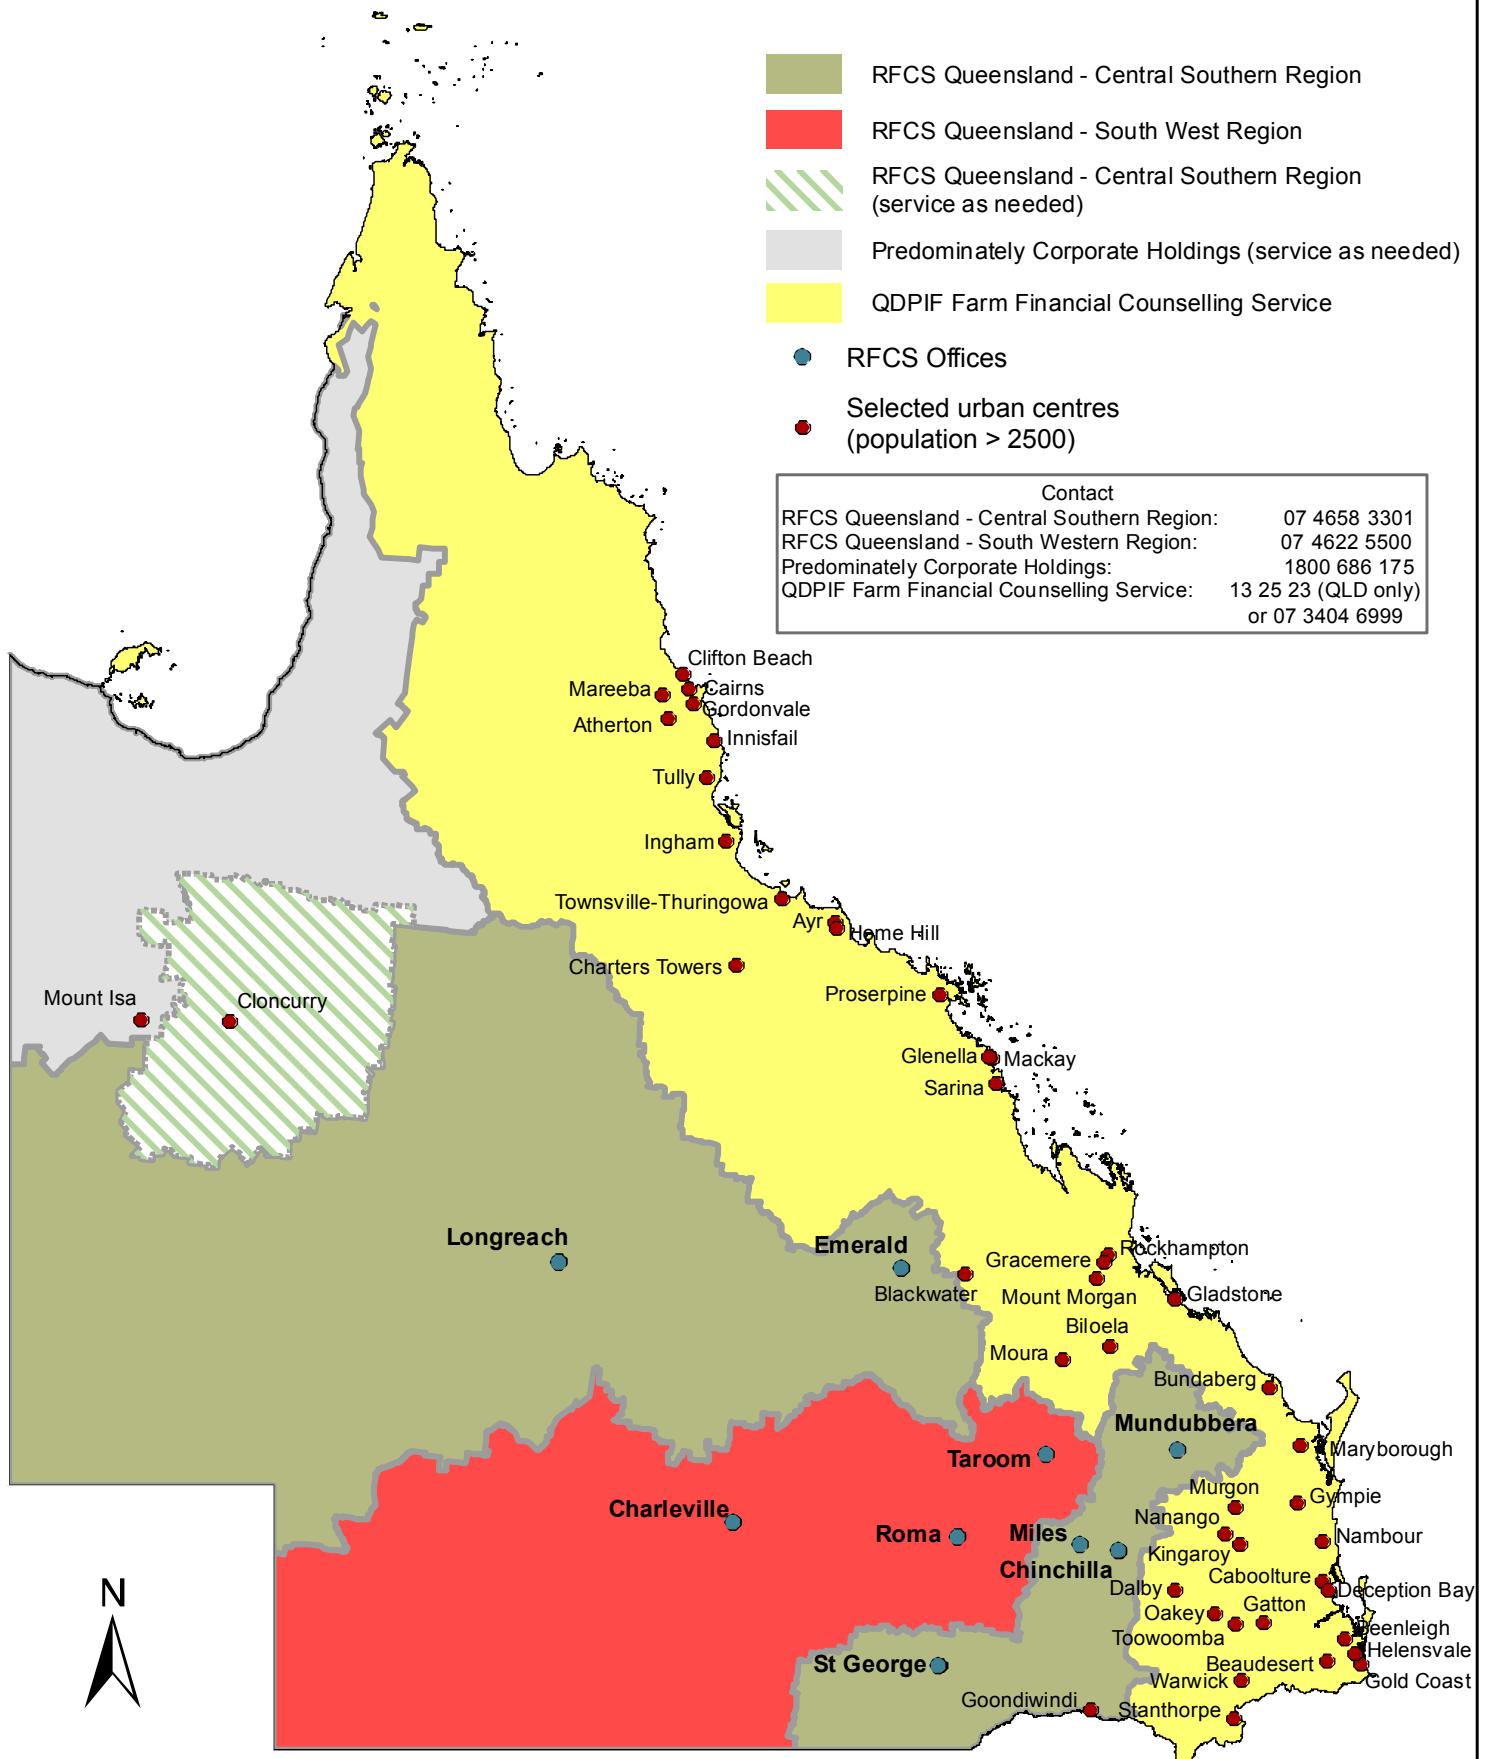 RFCS Queensland - Central Southern Region
RFCS Queensland - South West Region
RFCS Queensland - Central Southern Region
(service as needed)
Predominately Corporate Holdings (service as needed)
QDPIF Farm Financial Counselling Service
RFCS Offices
Selected urban centres
(population > 2500)
Contact
RFCS Queensland - Central Southern Region: 07 4658 3301
RFCS Queensland - South Western Region: 07 4622 5500
Predominately Corporate Holdings: 1800 686 175
QDPIF Farm Financial Counselling Service: 13 25 23 (QLD only)
or 07 3404 6999
Clifton Beach
Mareeba
Cairns
Gordonvale
Atherton
Innisfail
Tully
Ingham
Townsville-Thuringowa
Ayr
Home Hill
Charters Towers
Proserpine
Mount Isa
Cloncurry
Glenella
Mackay
Sarina
Longreach
Emerald
Blackwater
Gracemere
Rockhampton
Mount Morgan
Gladstone
Biloela
Moura
Bundaberg
Mundubbera
Maryborough
Taroom
Murgon
Gympie
Charleville
Roma
Miles
Nanango
Nambour
Kingaroy
Chinchilla
Caboolture
Deception Bay
Dalby
Oakey
Gatton
Toowoomba
Beenleigh
Helensvale
St George
Beaudesert
Warwick
Gold Coast
Goondiwindi
Stanthorpe
N